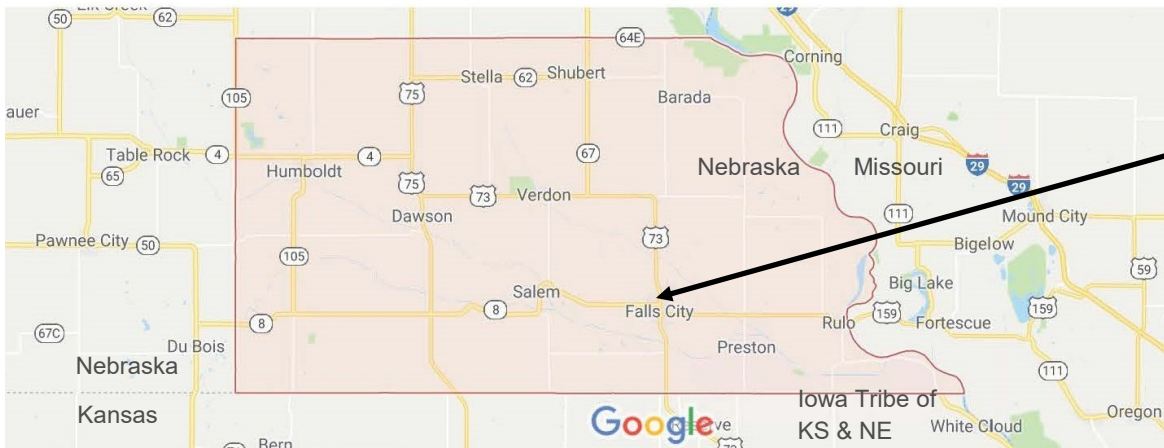 Elk Creek
50
62
64E
29
Corning
Stella
62
Shubert
105
75
Barada
auer
111
Craig
Table Rock
4
4
67
Nebraska
Missouri
29
65
Humboldt
75
29
73
Verdon
111
Mound City
Dawson
Pawnee City
50
73
Bigelow
105
59
Salem
Big Lake
67C
8
8
Falls City
Rulo
159
Fortescue
159
Du Bois
Preston
Nebraska
111
Kansas
Iowa Tribe of
KS & NE
Oregon
Google
Reserve
White Cloud
Bern
73